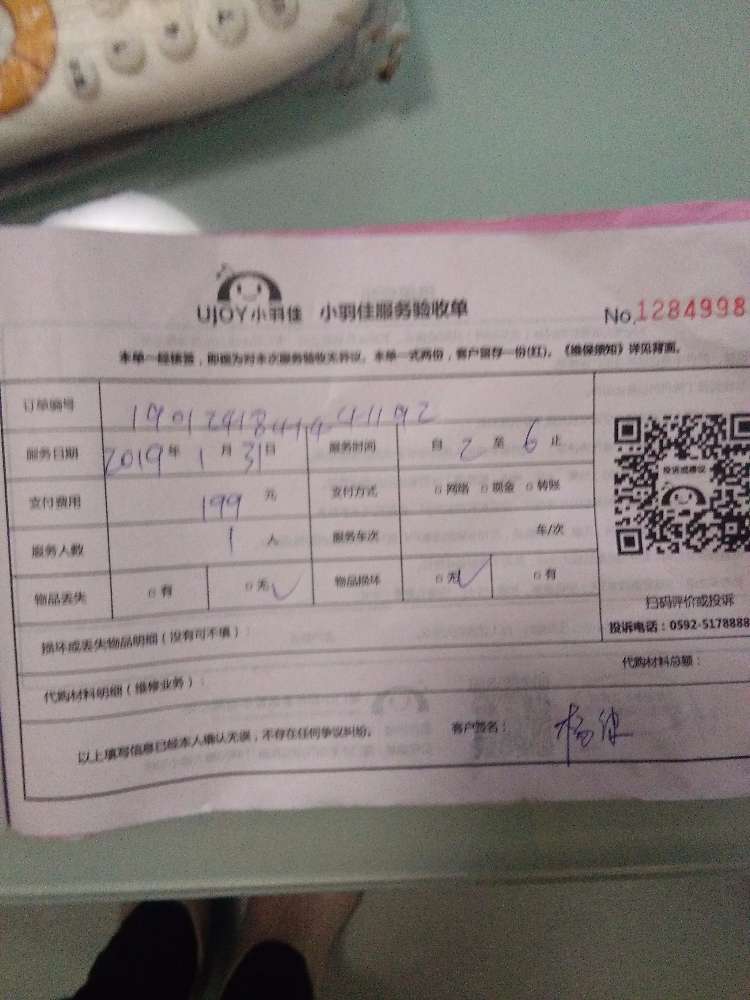 UJOY小羽佳 小羽佳服务验收单 No.1284998
本单一经核签，即视为对本次服务验收无异议。本单一式两份，客户留存一份(红)。《维保须知》详见背面。
订单编号
服务日期 2019年1月31日 服务时间 自2至6止
支付费用 199元 支付方式 网络 现金 转账
服务人数 1人 服务车次 车/次
物品丢失 有 无✓ 物品损坏 无✓ 有
投诉或建议
扫码评价或投诉
投诉电话：0592-5178888
损坏或丢失物品明细（没有可不填）：
代购材料明细（维修业务）： 代购材料总额：
以上填写信息已经本人确认无误，不存在任何争议纠纷。 客户签名：